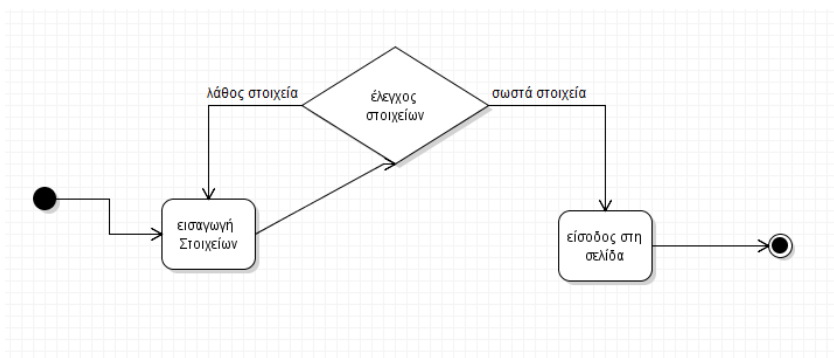 λάθος στοιχεία
έλεγχος
στοιχείων
σωστά στοιχεία
εισαγωγή
Στοιχείων
είσοδος στη
σελίδα